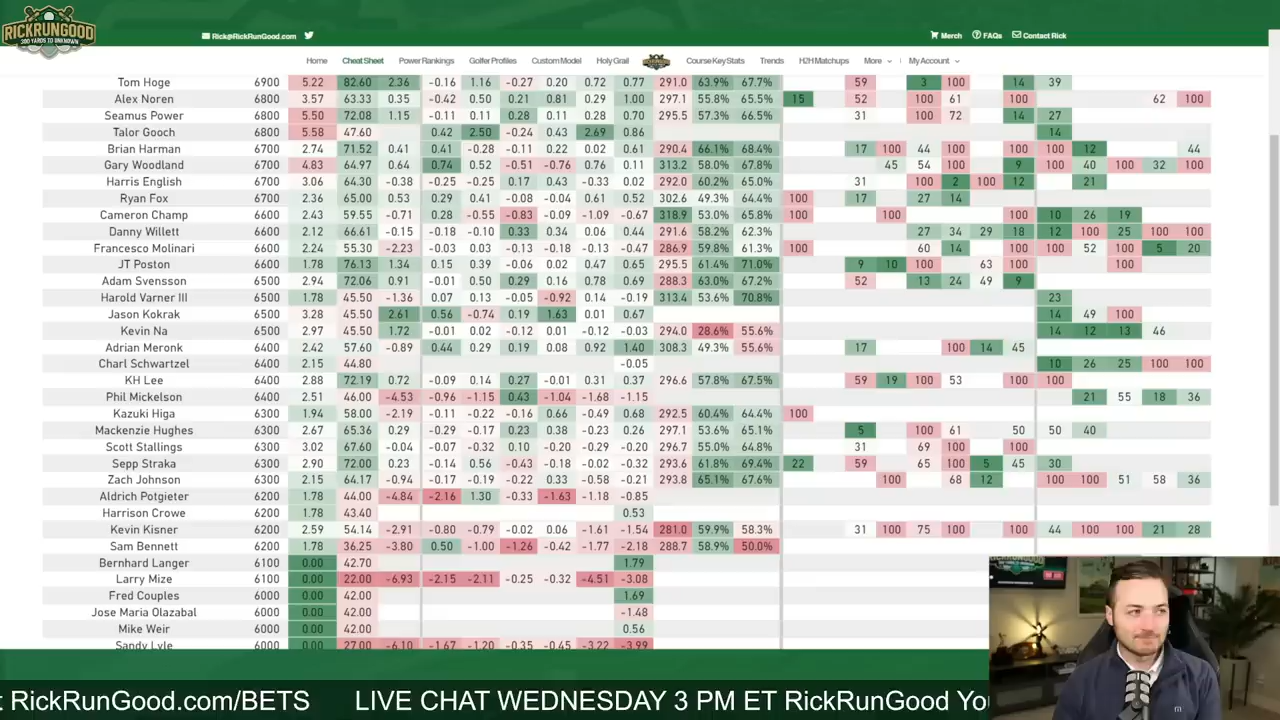 RICKRUNGOOD
300 YARDS TO UNKNOWN
Rick@RickRunGood.com
Merch FAQs Contact Rick
Home Cheat Sheet Power Rankings Golfer Profiles Custom Model Holy Grail Course Key Stats Trends H2H Matchups More My Account
Tom Hoge 6900 5.22 82.60 2.36 -0.16 1.16 -0.27 0.20 0.72 0.77 291.0 63.9% 67.7% 59 3 100 14 39
Alex Noren 6800 3.57 63.33 0.35 -0.42 0.50 0.21 0.81 0.29 1.00 297.1 55.8% 65.5% 15 52 100 61 100 62 100
Seamus Power 6800 5.50 72.08 1.15 -0.11 0.11 0.28 0.11 0.28 0.70 295.5 57.3% 66.5% 31 100 72 14 27
Talor Gooch 6800 5.58 47.60 0.42 2.50 -0.24 0.43 2.69 0.86 14
Brian Harman 6700 2.74 71.52 0.41 0.41 -0.28 -0.11 0.22 0.02 0.61 290.4 66.1% 68.4% 17 100 44 100 100 100 12 44
Gary Woodland 6700 4.83 64.97 0.64 0.74 0.52 -0.51 -0.76 0.76 0.11 313.2 58.0% 67.8% 45 54 100 9 100 40 100 32 100
Harris English 6700 3.06 64.30 -0.38 -0.25 -0.25 0.17 0.43 -0.33 0.02 292.0 60.2% 65.0% 31 100 2 100 12 21
Ryan Fox 6700 2.36 65.00 0.53 0.29 0.41 -0.08 -0.04 0.61 0.52 302.6 49.3% 64.4% 100 17 27 14
Cameron Champ 6600 2.43 59.55 -0.71 0.28 -0.55 -0.83 -0.09 -1.09 -0.67 318.9 53.0% 65.8% 100 100 100 10 26 19
Danny Willett 6600 2.12 66.61 -0.15 -0.18 -0.10 0.33 0.34 0.06 0.44 291.6 58.2% 62.3% 27 34 29 18 12 100 25 100 100
Francesco Molinari 6600 2.24 55.30 -2.23 -0.03 0.03 -0.13 -0.18 -0.13 -0.47 286.9 59.8% 61.3% 100 60 14 100 100 52 100 5 20
JT Poston 6600 1.78 76.13 1.34 0.15 0.39 -0.06 0.02 0.47 0.65 295.5 61.4% 71.0% 9 10 100 63 100 100
Adam Svensson 6500 2.94 72.06 0.91 -0.01 0.50 0.29 0.16 0.78 0.69 288.3 63.0% 67.2% 52 13 24 49 9
Harold Varner III 6500 1.78 45.50 -1.36 0.07 0.13 -0.05 -0.92 0.14 -0.19 313.4 53.6% 70.8% 23
Jason Kokrak 6500 3.28 45.50 2.61 0.56 -0.74 0.19 1.63 0.01 0.67 14 49 100
Kevin Na 6500 2.97 45.50 1.72 -0.01 0.02 -0.12 0.01 -0.12 -0.03 294.0 28.6% 55.6% 14 12 13 46
Adrian Meronk 6500 2.42 57.60 -0.89 0.44 0.29 0.19 0.08 0.92 1.40 308.3 49.3% 55.6% 17 100 14 45
Charl Schwartzel 6400 2.15 44.80 -0.05 10 26 25 100 100
KH Lee 6400 2.88 72.19 0.72 -0.09 0.14 0.27 -0.01 0.31 0.37 296.6 57.8% 67.5% 59 19 100 53 100 100
Phil Mickelson 6400 2.51 46.00 -4.53 -0.96 -1.15 0.43 -1.04 -1.68 -1.15 21 55 18 36
Kazuki Higa 6300 1.94 58.00 -2.19 -0.11 -0.22 -0.16 0.66 -0.49 0.68 292.5 60.4% 64.4% 100
Mackenzie Hughes 6300 2.67 65.36 0.29 -0.29 -0.17 0.23 0.38 -0.23 0.26 297.1 53.6% 65.1% 5 100 61 50 50 40
Scott Stallings 6300 3.02 67.60 -0.04 -0.07 -0.32 0.10 -0.20 -0.29 -0.20 296.7 55.0% 64.8% 31 69 100 100
Sepp Straka 6300 2.90 72.00 0.23 -0.14 0.56 -0.43 -0.18 -0.02 -0.32 293.6 61.8% 69.4% 22 59 65 100 5 45 30
Zach Johnson 6300 2.15 64.17 -0.94 -0.17 -0.19 -0.22 0.33 -0.58 -0.21 293.8 65.1% 67.6% 100 68 12 100 100 51 58 36
Aldrich Potgieter 6200 1.78 44.00 -4.84 -2.16 1.30 -0.33 -1.63 -1.18 -0.85
Harrison Crowe 6200 1.78 43.40 0.53
Kevin Kisner 6200 2.59 54.14 -2.91 -0.80 -0.79 -0.02 0.06 -1.61 -1.54 281.0 59.9% 58.3% 31 100 75 100 100 44 100 100 21 28
Sam Bennett 6200 1.78 36.25 -3.80 0.50 -1.00 -1.26 -0.42 -1.77 -2.18 288.7 58.9% 50.0%
Bernhard Langer 6100 0.00 42.70 1.79
Larry Mize 6100 0.00 22.00 -6.93 -2.15 -2.11 -0.25 -0.32 -4.51 -3.08
Fred Couples 6000 0.00 42.00 1.69
Jose Maria Olazabal 6000 0.00 42.00 -1.48
Mike Weir 6000 0.00 42.00 0.56
Sandy Lyle 6000 0.00 27.00 -6.10 -1.67 -1.20 -0.35 -0.45 -3.22 -3.99
t RickRunGood.com/BETS LIVE CHAT WEDNESDAY 3 PM ET RickRunGood Yo